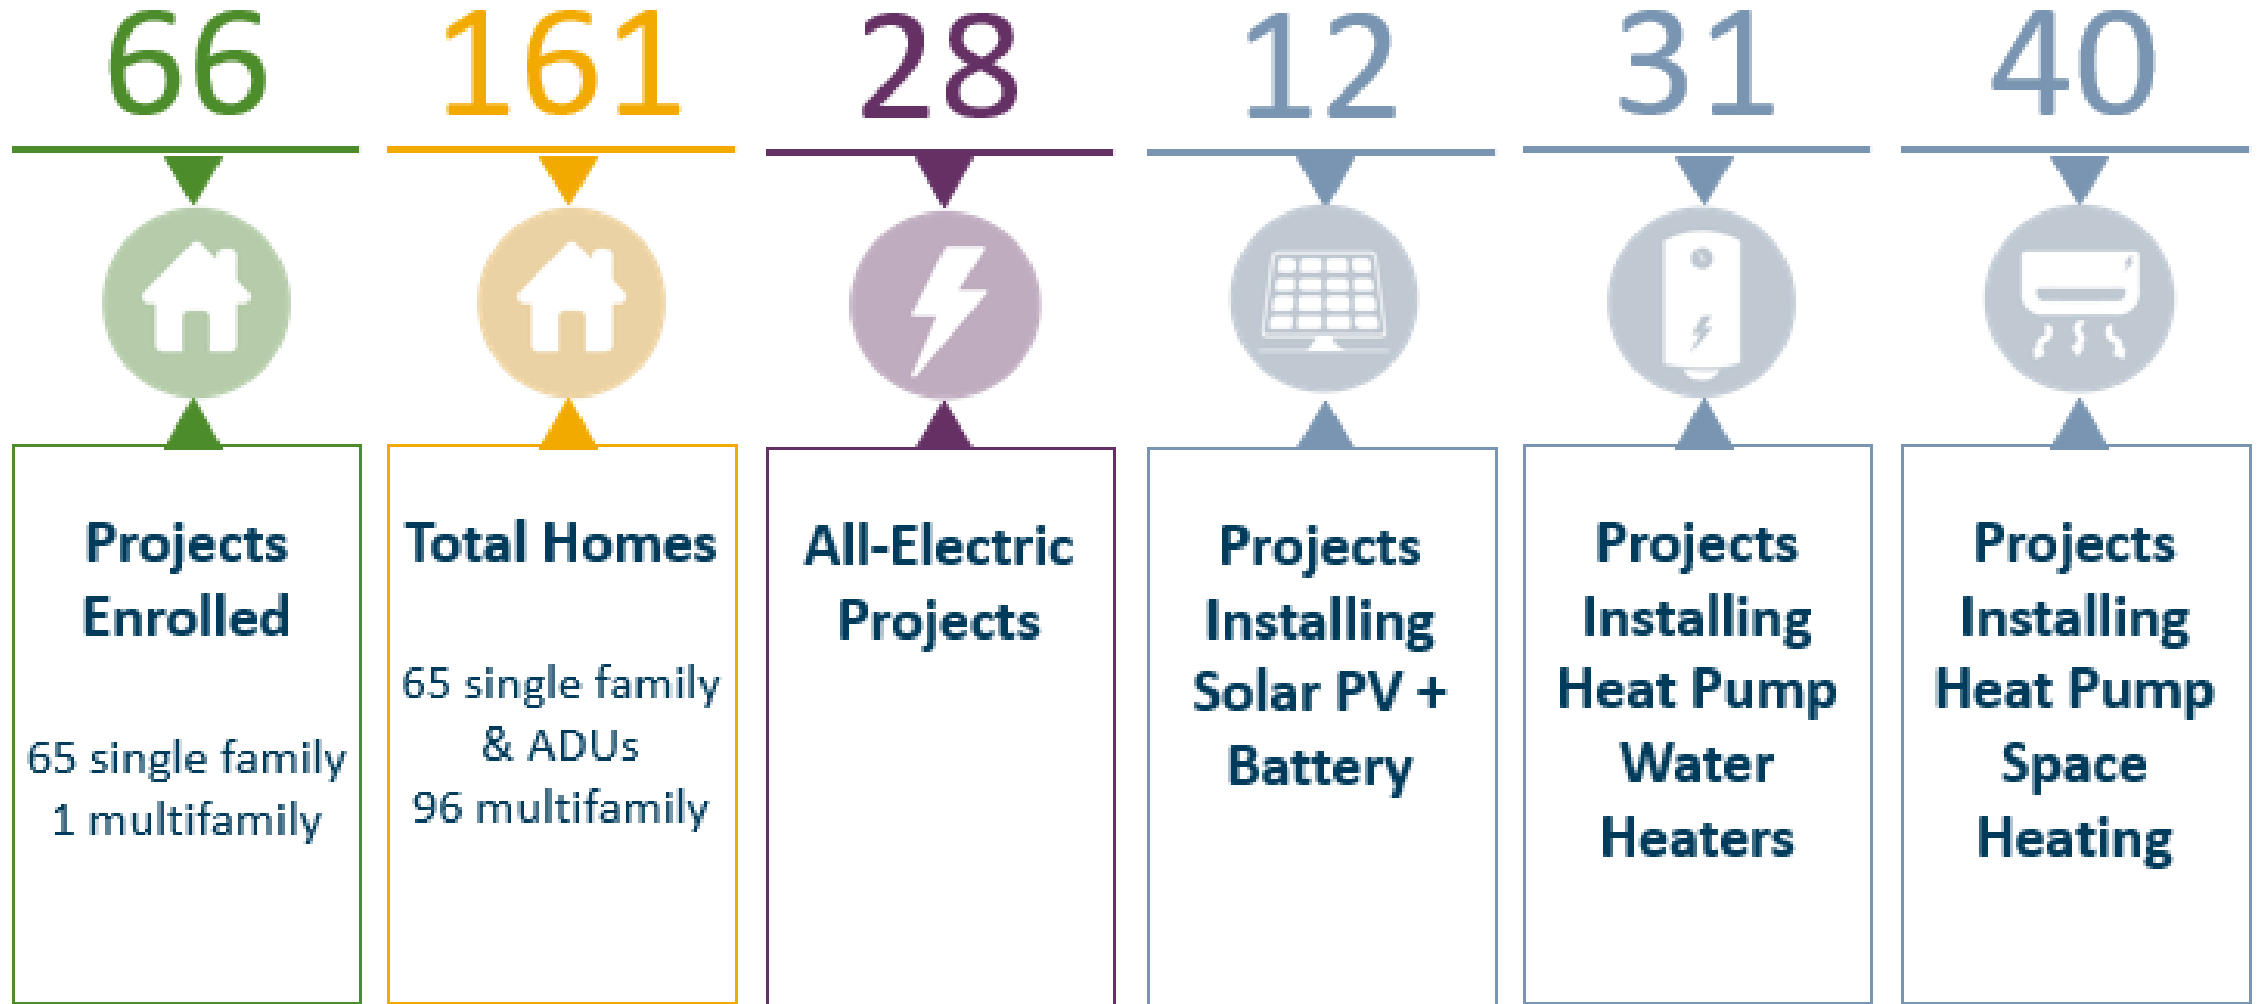 66
Projects
Enrolled
65 single family
1 multifamily
161
Total Homes
65 single family
& ADUs
96 multifamily
28
All-Electric
Projects
12
Projects
Installing
Solar PV +
Battery
31
Projects
Installing
Heat Pump
Water
Heaters
40
Projects
Installing
Heat Pump
Space
Heating